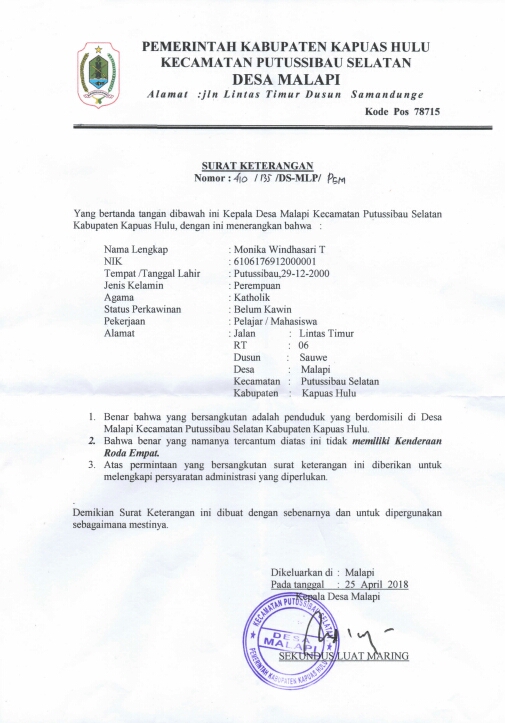 PEMERINTAH KABUPATEN KAPUAS HULU
KECAMATAN PUTUSSIBAU SELATAN
DESA MALAPI
Alamat :jln Lintas Timur Dusun Samandunge
Kode Pos 78715
SURAT KETERANGAN
Nomor : 410 / 135 /DS-MLP/ PEM
Yang bertanda tangan dibawah ini Kepala Desa Malapi Kecamatan Putussibau Selatan
Kabupaten Kapuas Hulu, dengan ini menerangkan bahwa :
Nama Lengkap : Monika Windhasari T
NIK : 6106176912000001
Tempat /Tanggal Lahir : Putussibau,29-12-2000
Jenis Kelamin : Perempuan
Agama : Katholik
Status Perkawinan : Belum Kawin
Pekerjaan : Pelajar / Mahasiswa
Alamat : Jalan : Lintas Timur
RT : 06
Dusun : Sauwe
Desa : Malapi
Kecamatan : Putussibau Selatan
Kabupaten : Kapuas Hulu
1. Benar bahwa yang bersangkutan adalah penduduk yang berdomisili di Desa
Malapi Kecamatan Putussibau Selatan Kabupaten Kapuas Hulu.
2. Bahwa benar yang namanya tercantum diatas ini tidak memiliki Kenderaan
Roda Empat.
3. Atas permintaan yang bersangkutan surat keterangan ini diberikan untuk
melengkapi persyaratan administrasi yang diperlukan.
Demikian Surat Keterangan ini dibuat dengan sebenarnya dan untuk dipergunakan
sebagaimana mestinya.
Dikeluarkan di : Malapi
Pada tanggal : 25 April 2018
Kepala Desa Malapi
KECAMATAN PUTUSSIBAU SELATAN
DESA
MALAPI
PEMERINTAH KABUPATEN KAPUAS HULU
SEKUNDUS LUAT MARING